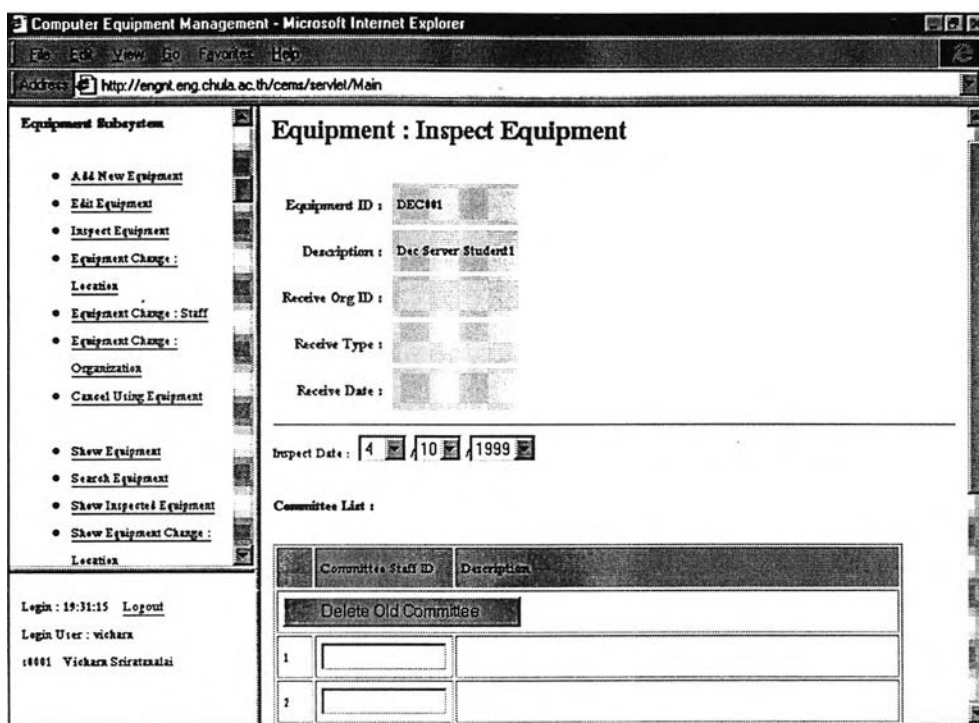 Computer Equipment Management - Microsoft Internet Explorer
File Edit View Go Favorites Help
Address http://engnt.eng.chula.ac.th/cems/servlet/Main
Equipment Subsystem
Add New Equipment
Edit Equipment
Inspect Equipment
Equipment Change :
Location
Equipment Change : Staff
Equipment Change :
Organization
Cancel Using Equipment
Show Equipment
Search Equipment
Show Inspected Equipment
Show Equipment Change :
Location
Login : 19:31:15 Logout
Login User : vichara
s0001 Vichara Sriratanalai
Equipment : Inspect Equipment
Equipment ID : DEC001
Description : Dec Server Student1
Receive Org ID :
Receive Type :
Receive Date :
Inspect Date : 4 / 10 / 1999
Committee List :
Committee Staff ID Description
Delete Old Committee
1
2